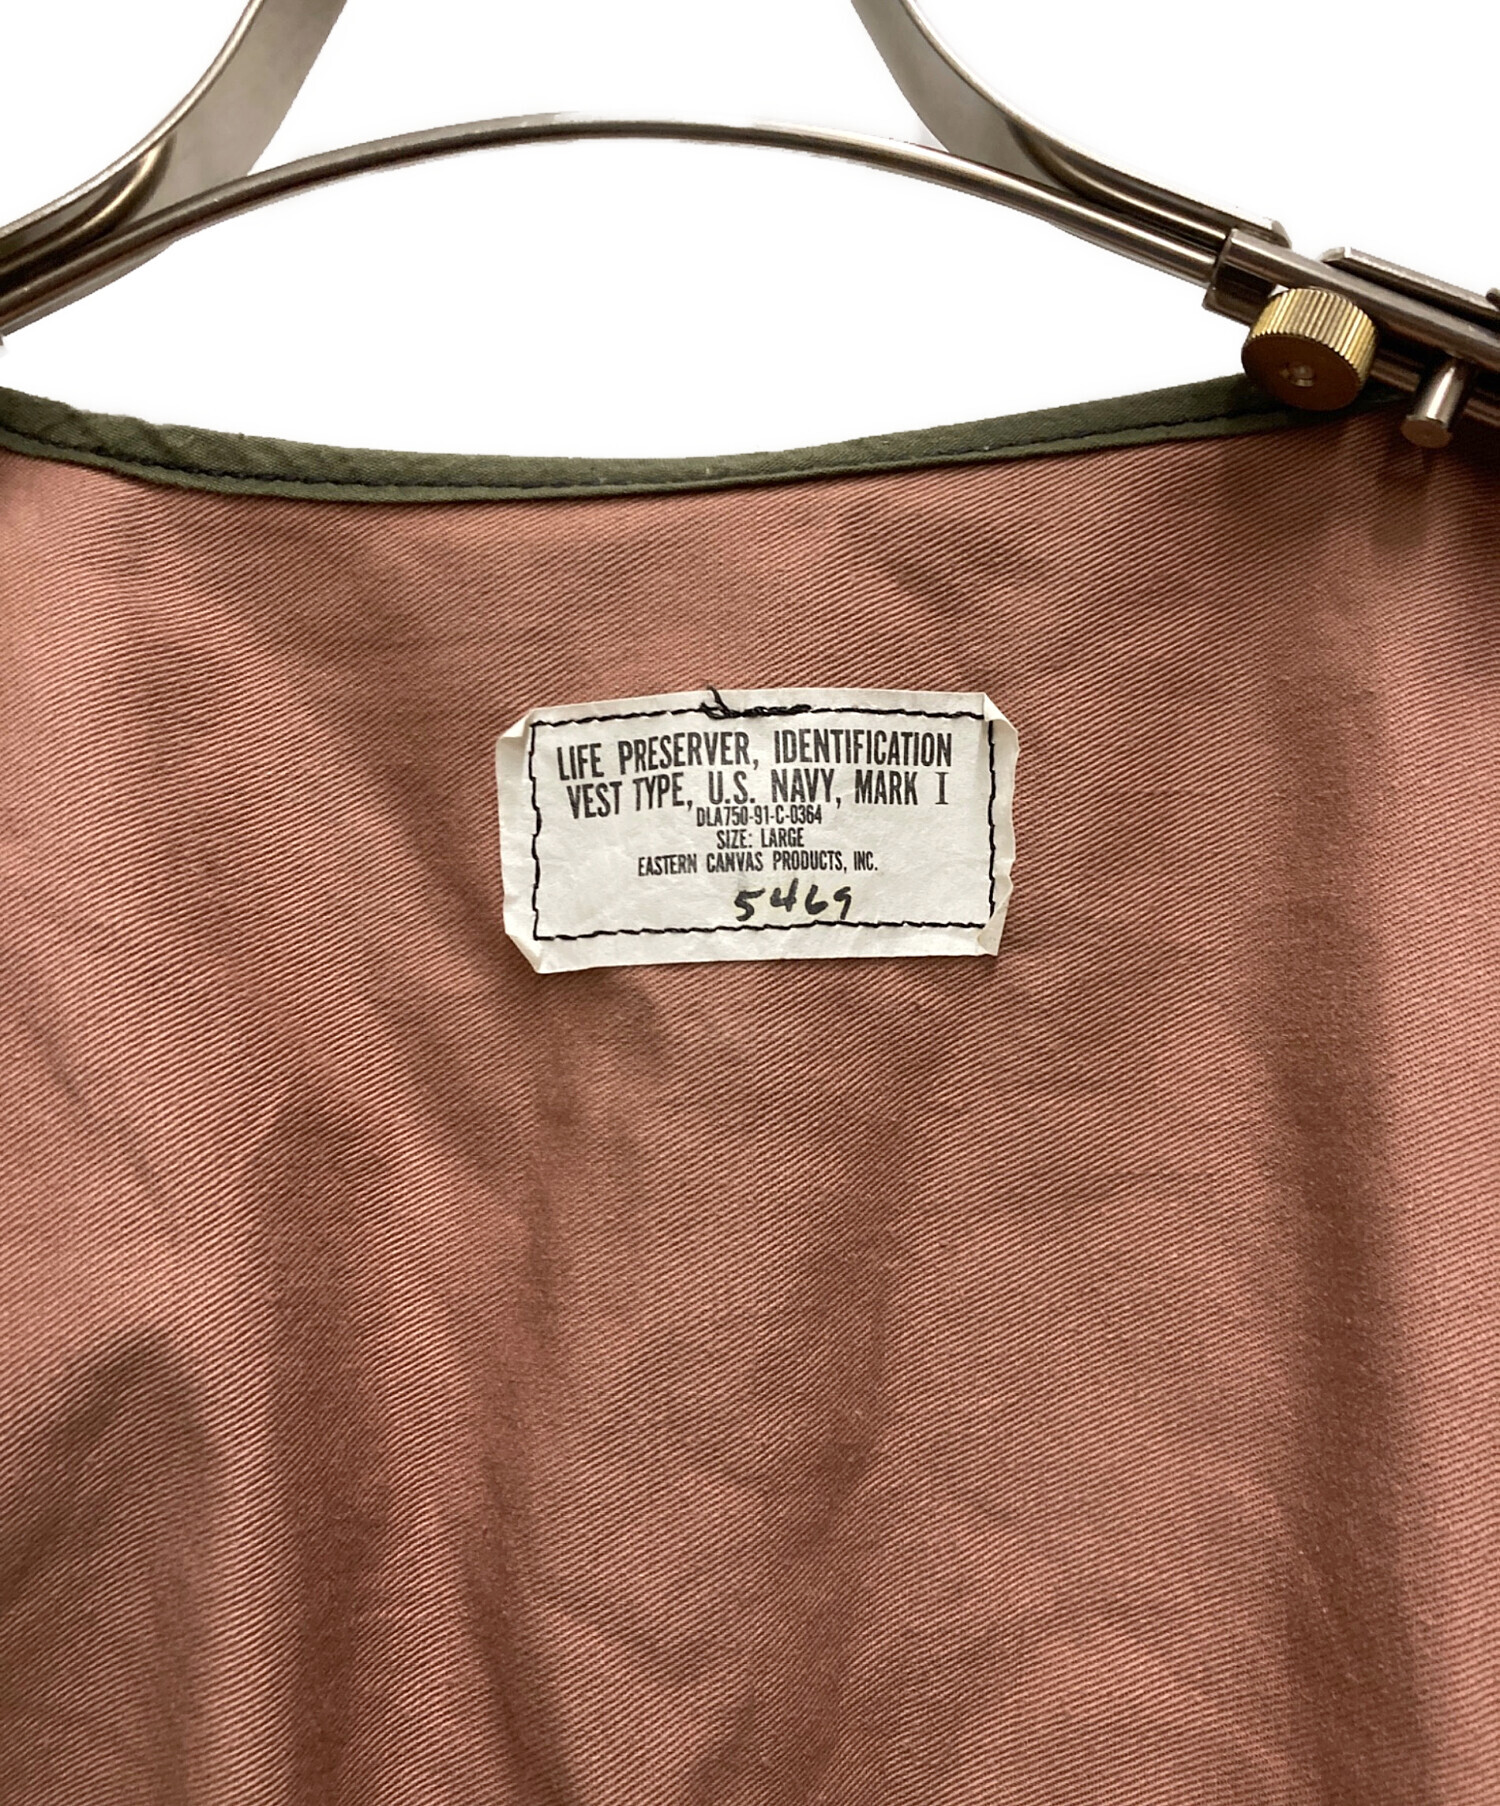 LIFE PRESERVER, IDENTIFICATION
VEST TYPE, U.S. NAVY, MARK I
DLA750-91-C-0364
SIZE: LARGE
EASTERN CANVAS PRODUCTS, INC.
5469